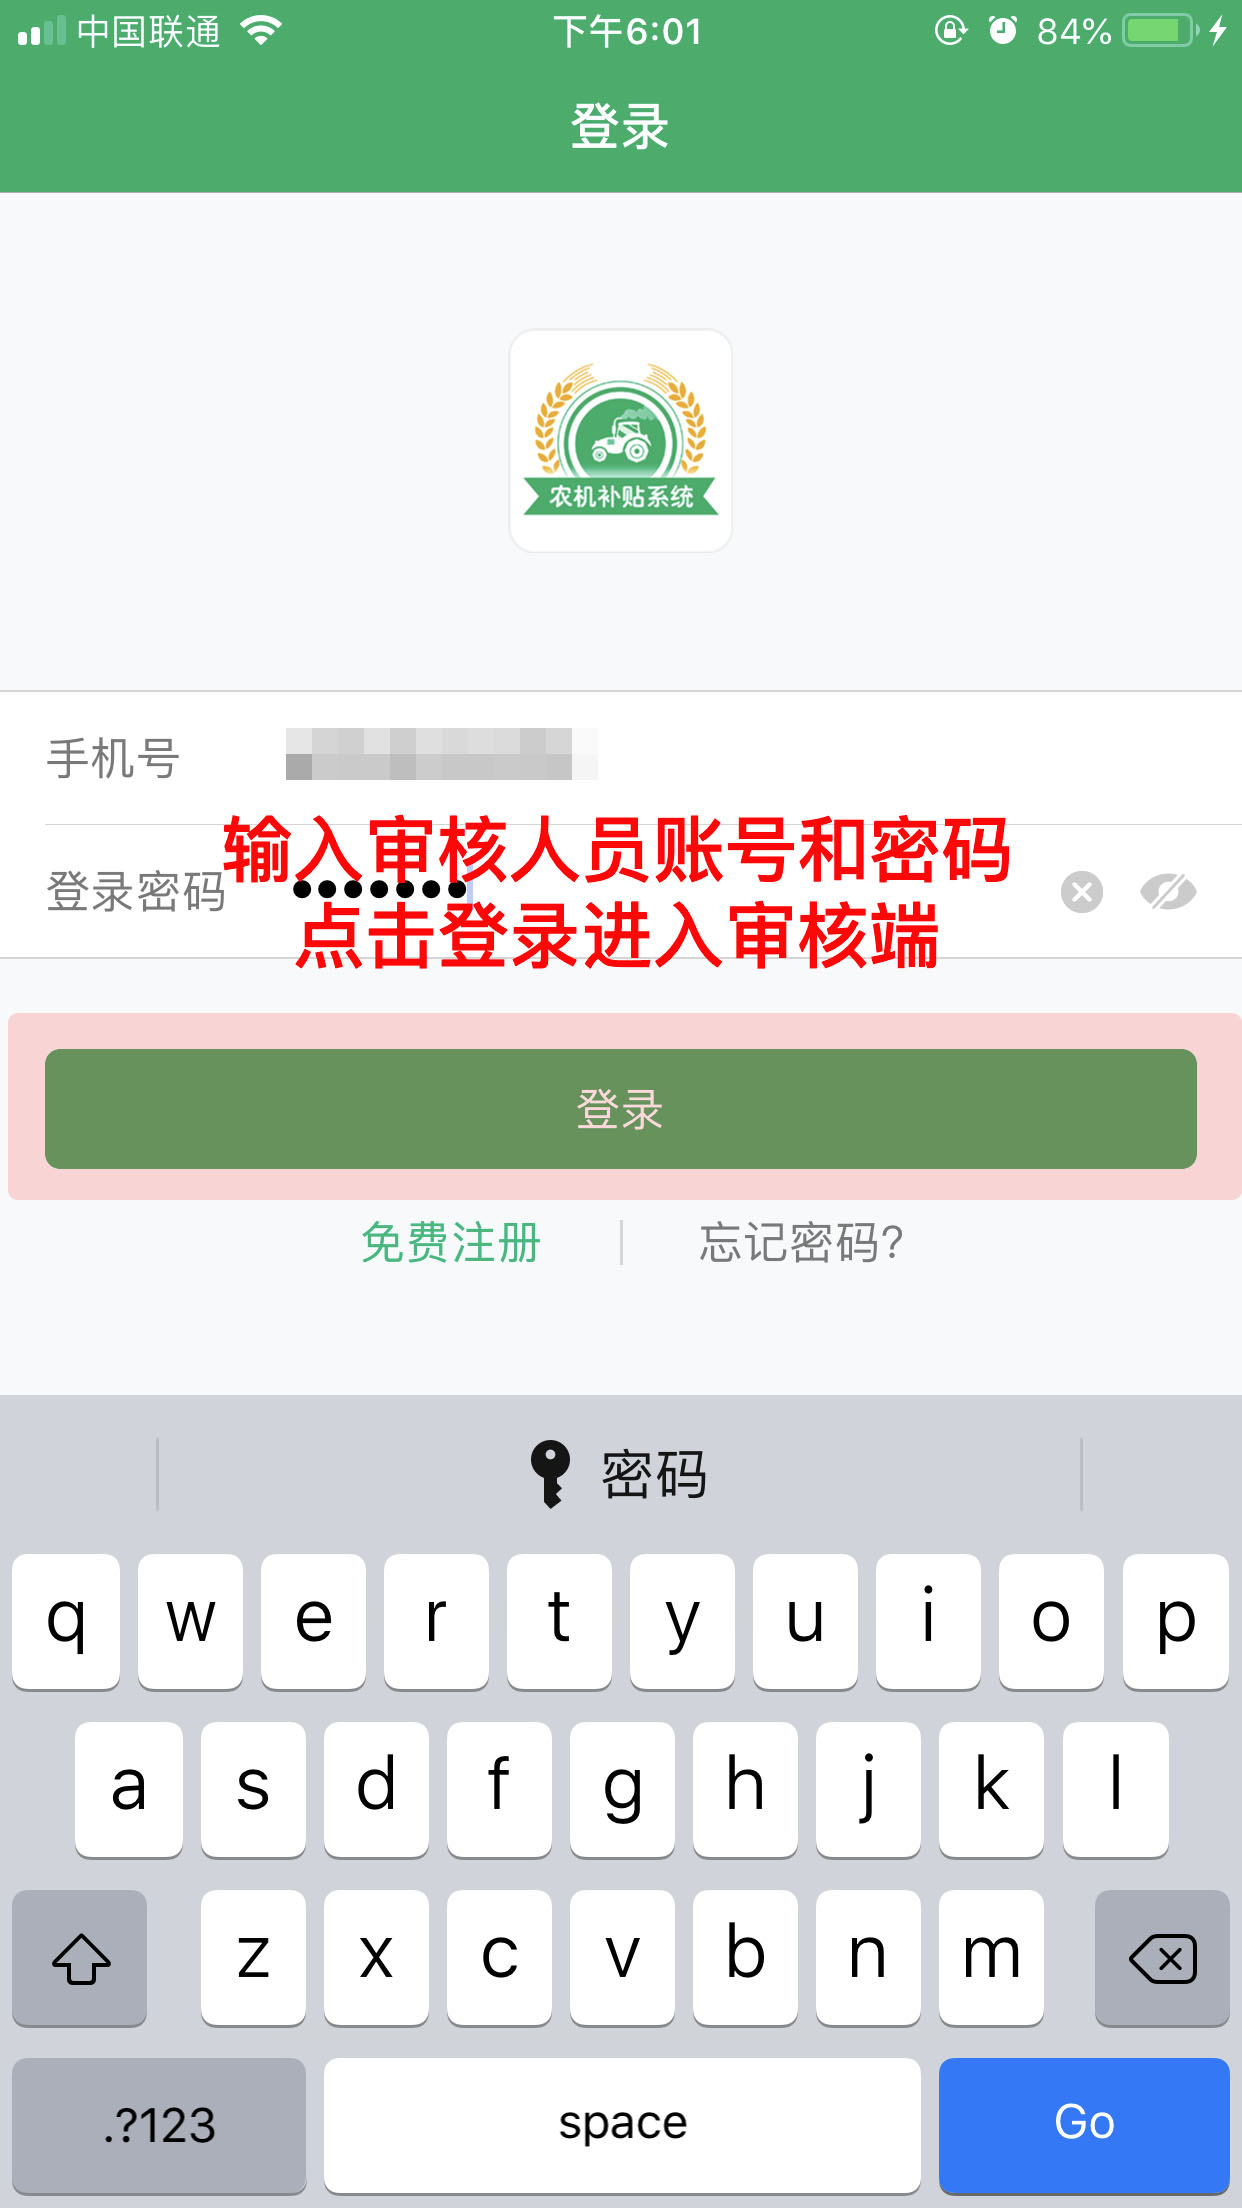 中国联通 下午6:01 84%
登录
农机补贴系统
手机号
输入审核人员账号和密码
登录密码 •••••••
点击登录进入审核端
登录
免费注册 忘记密码?
密码
q w e r t y u i o p
a s d f g h j k l
z x c v b n m
.?123 space Go